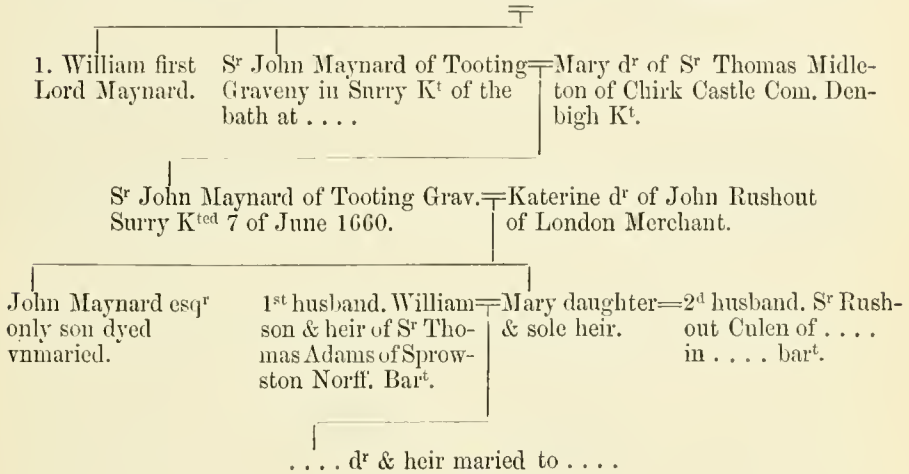 1. William first
Lord Maynard.
Sʳ John Maynard of Tooting
Graveny in Surry Kᵗ of the
bath at . . . .
Mary dʳ of Sʳ Thomas Midle-
ton of Chirk Castle Com. Den-
bigh Kᵗ.
Sʳ John Maynard of Tooting Grav.
Surry Kᵗᵉᵈ 7 of June 1660.
Katerine dʳ of John Rushout
of London Merchant.
John Maynard esqʳ
only son dyed
vnmaried.
1ˢᵗ husband. William
son & heir of Sʳ Tho-
mas Adams of Sprow-
ston Norff. Barᵗ.
Mary daughter
& sole heir.
2ᵈ husband. Sʳ Rush-
out Culen of . . . .
in . . . . barᵗ.
. . . . dʳ & heir maried to . . . .